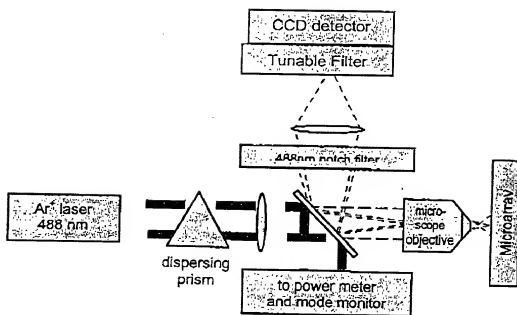 CCD detector
Tunable Filter
488nm notch filter
Ar⁺ laser
488 nm
dispersing
prism
micro-
scope
objective
Microarray
to power meter
and mode monitor